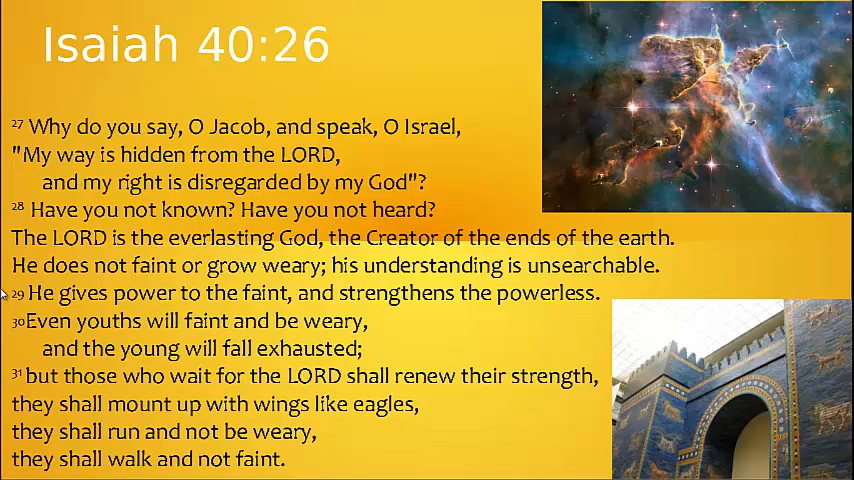 Isaiah 40:26
27 Why do you say, O Jacob, and speak, O Israel,
"My way is hidden from the LORD,
and my right is disregarded by my God"?
28 Have you not known? Have you not heard?
The LORD is the everlasting God, the Creator of the ends of the earth.
He does not faint or grow weary; his understanding is unsearchable.
29 He gives power to the faint, and strengthens the powerless.
30Even youths will faint and be weary,
and the young will fall exhausted;
31 but those who wait for the LORD shall renew their strength,
they shall mount up with wings like eagles,
they shall run and not be weary,
they shall walk and not faint.